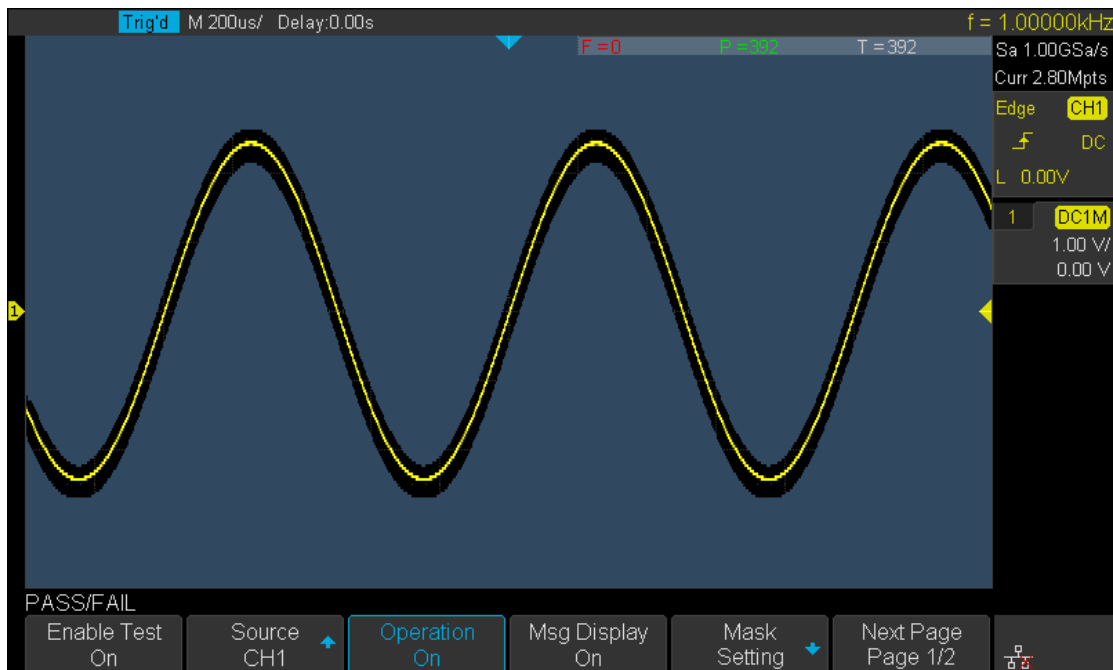 Trig'd M 200us/ Delay:0.00s f = 1.00000kHz
F =0 P =392 T =392
Sa 1.00GSa/s
Curr 2.80Mpts
Edge CH1
DC
L 0.00V
1 DC1M
1.00 V/
0.00 V
1
PASS/FAIL
Enable Test
On
Source
CH1
Operation
On
Msg Display
On
Mask
Setting
Next Page
Page 1/2